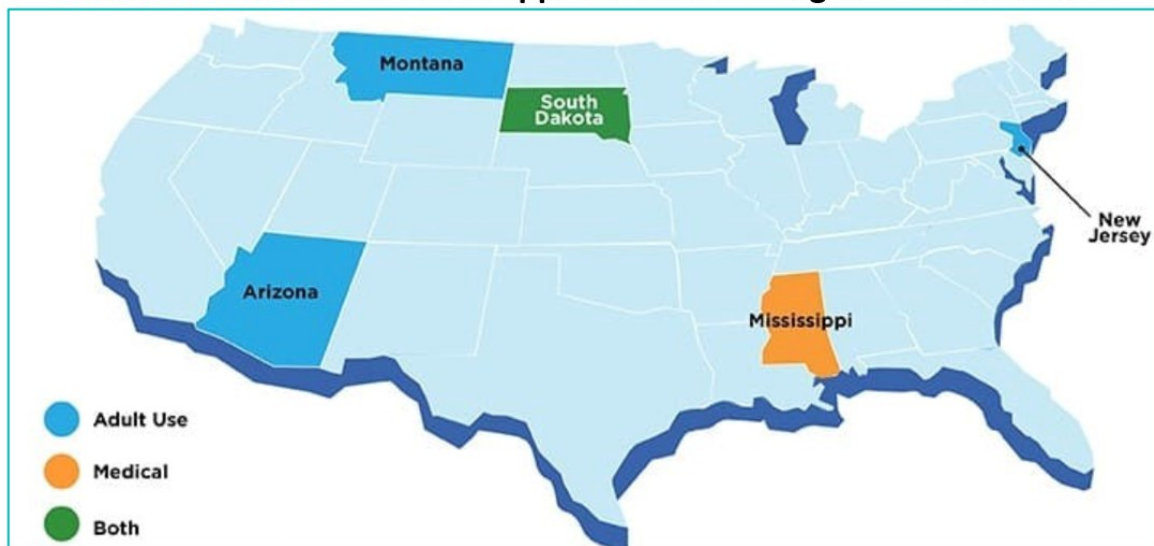 Montana
South
Dakota
New
Jersey
Arizona
Mississippi
Adult Use
Medical
Both